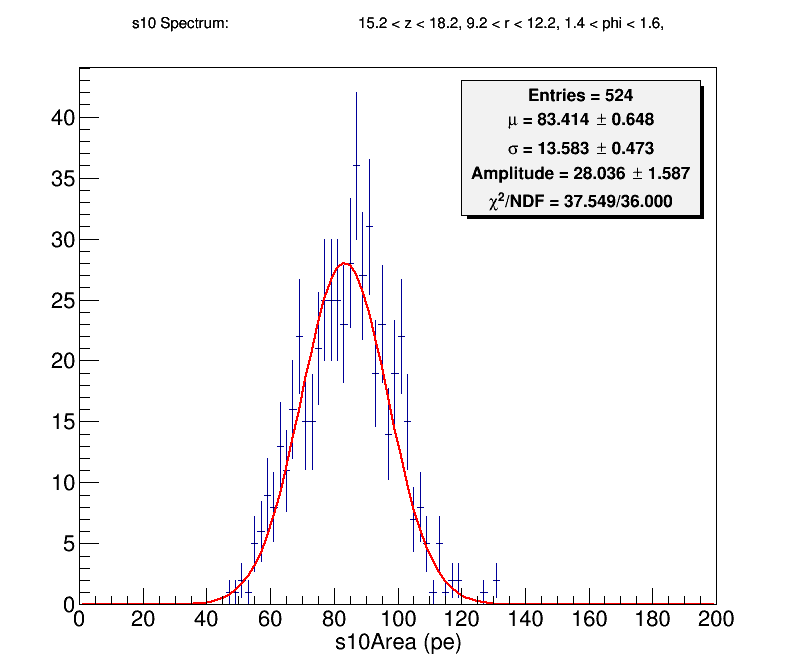 s10 Spectrum: 15.2 < z < 18.2, 9.2 < r < 12.2, 1.4 < phi < 1.6,
Entries = 524
μ = 83.414 ± 0.648
σ = 13.583 ± 0.473
Amplitude = 28.036 ± 1.587
χ²/NDF = 37.549/36.000
40
35
30
25
20
15
10
5
0
0 20 40 60 80 100 120 140 160 180 200
s10Area (pe)